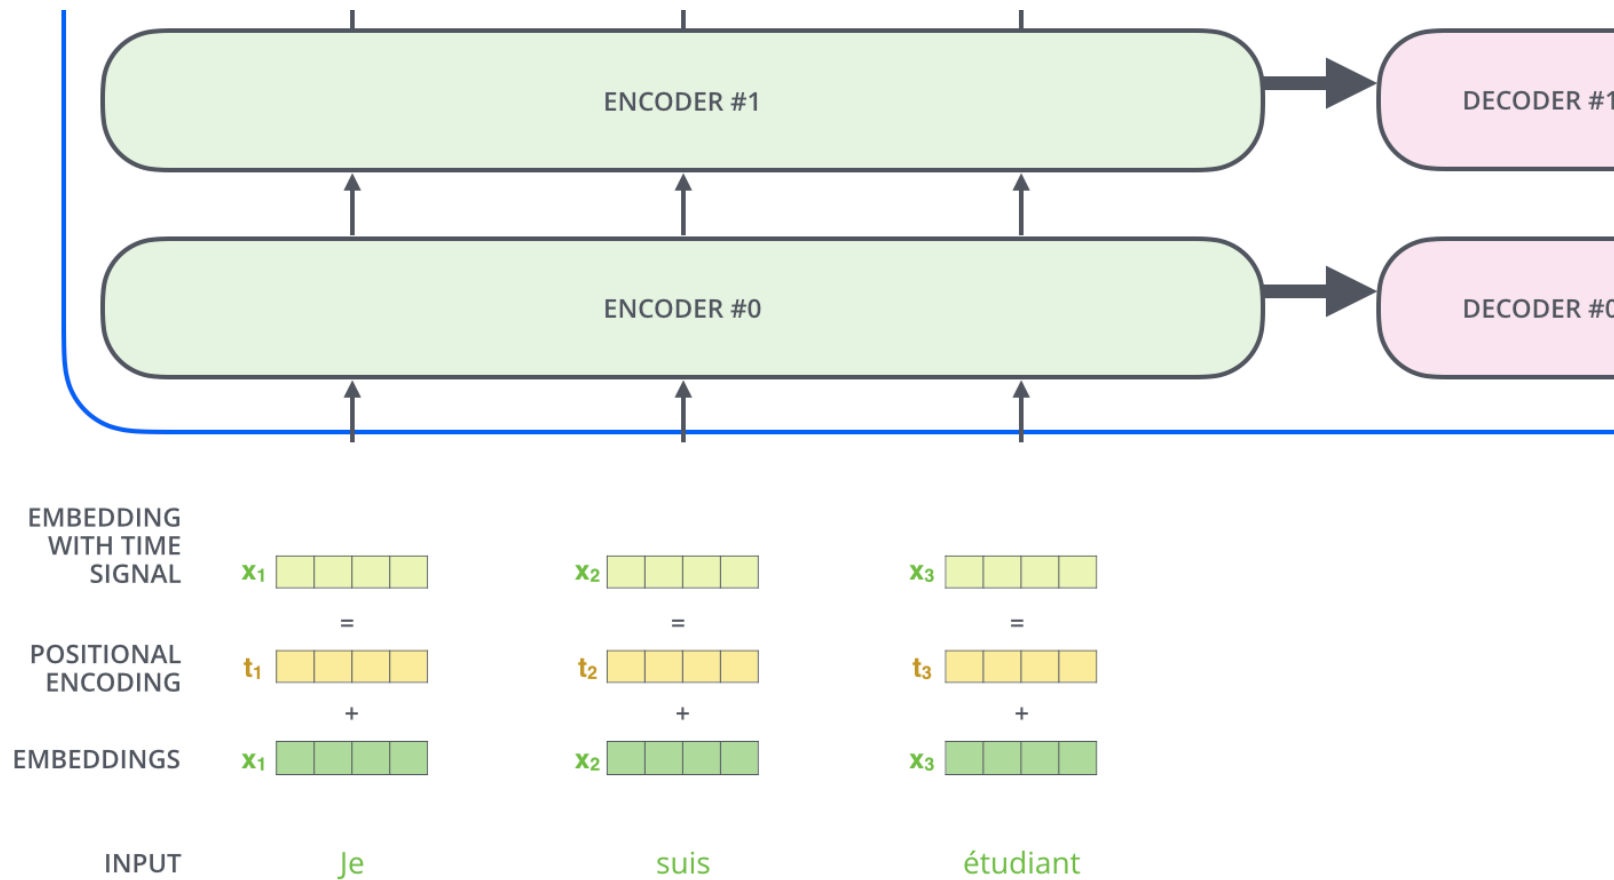 ENCODER #1
DECODER #1
ENCODER #0
DECODER #0
EMBEDDING
WITH TIME
SIGNAL
x1
x2
x3
= = =
POSITIONAL
ENCODING
t1
t2
t3
+ + +
EMBEDDINGS
x1
x2
x3
INPUT
Je
suis
étudiant